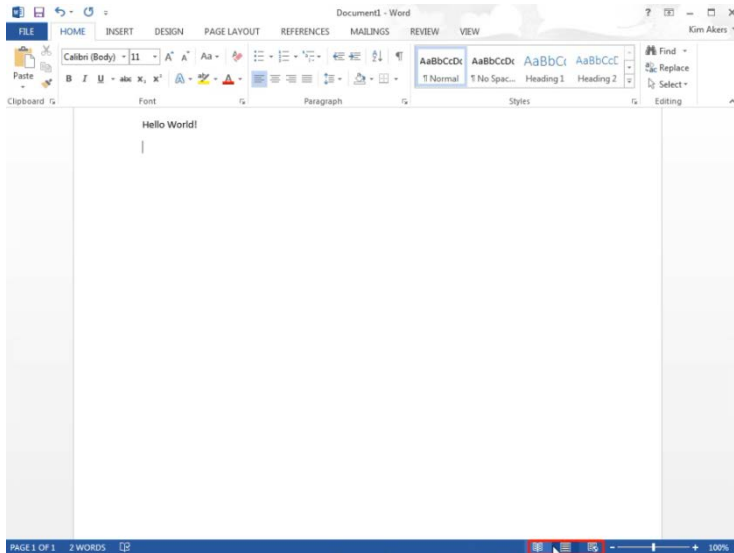 Document1 - Word
FILE HOME INSERT DESIGN PAGE LAYOUT REFERENCES MAILINGS REVIEW VIEW Kim Akers
Paste
Calibri (Body) 11 A A Aa
B I U abc x, x² A A
AaBbCcDc AaBbCcDc AaBbCc AaBbCcC
¶ Normal ¶ No Spac... Heading 1 Heading 2
Find
Replace
Select
Clipboard Font Paragraph Styles Editing
Hello World!
PAGE 1 OF 1 2 WORDS 100%